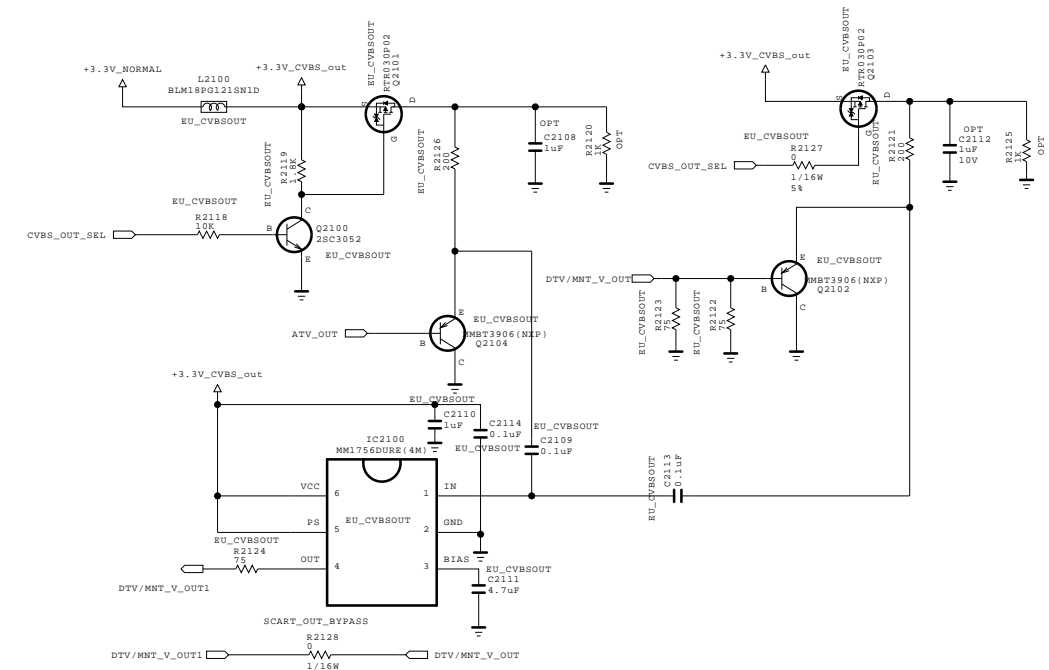 +3.3V_NORMAL
L2100
BLM18PG121SN1D
EU_CVBSOUT
+3.3V_CVBS_out
EU_CVBSOUT
RTR030P02
Q2101
S
D
G
EU_CVBSOUT
R2119
1.8K
EU_CVBSOUT
R2118
10K
CVBS_OUT_SEL
B
C
E
Q2100
2SC3052
EU_CVBSOUT
EU_CVBSOUT
R2126
200
OPT
C2108
1uF
R2120
1K
OPT
ATV_OUT
B
E
C
EU_CVBSOUT
MMBT3906(NXP)
Q2104
+3.3V_CVBS_out
EU_CVBSOUT
RTR030P02
Q2103
S
D
G
EU_CVBSOUT
R2127
0
1/16W
5%
CVBS_OUT_SEL
EU_CVBSOUT
R2121
200
OPT
C2112
1uF
10V
R2125
1K
OPT
DTV/MNT_V_OUT
EU_CVBSOUT
R2123
75
EU_CVBSOUT
R2122
75
B
E
C
EU_CVBSOUT
MMBT3906(NXP)
Q2102
+3.3V_CVBS_out
EU_CVBSOUT
C2110
1uF
C2114
0.1uF
EU_CVBSOUT
EU_CVBSOUT
C2109
0.1uF
EU_CVBSOUT
C2113
0.1uF
IC2100
MM1756DURE(4M)
VCC
6
1
IN
PS
5
EU_CVBSOUT
2
GND
OUT
4
3
BIAS
EU_CVBSOUT
R2124
75
DTV/MNT_V_OUT1
EU_CVBSOUT
C2111
4.7uF
SCART_OUT_BYPASS
R2128
0
1/16W
DTV/MNT_V_OUT1
DTV/MNT_V_OUT